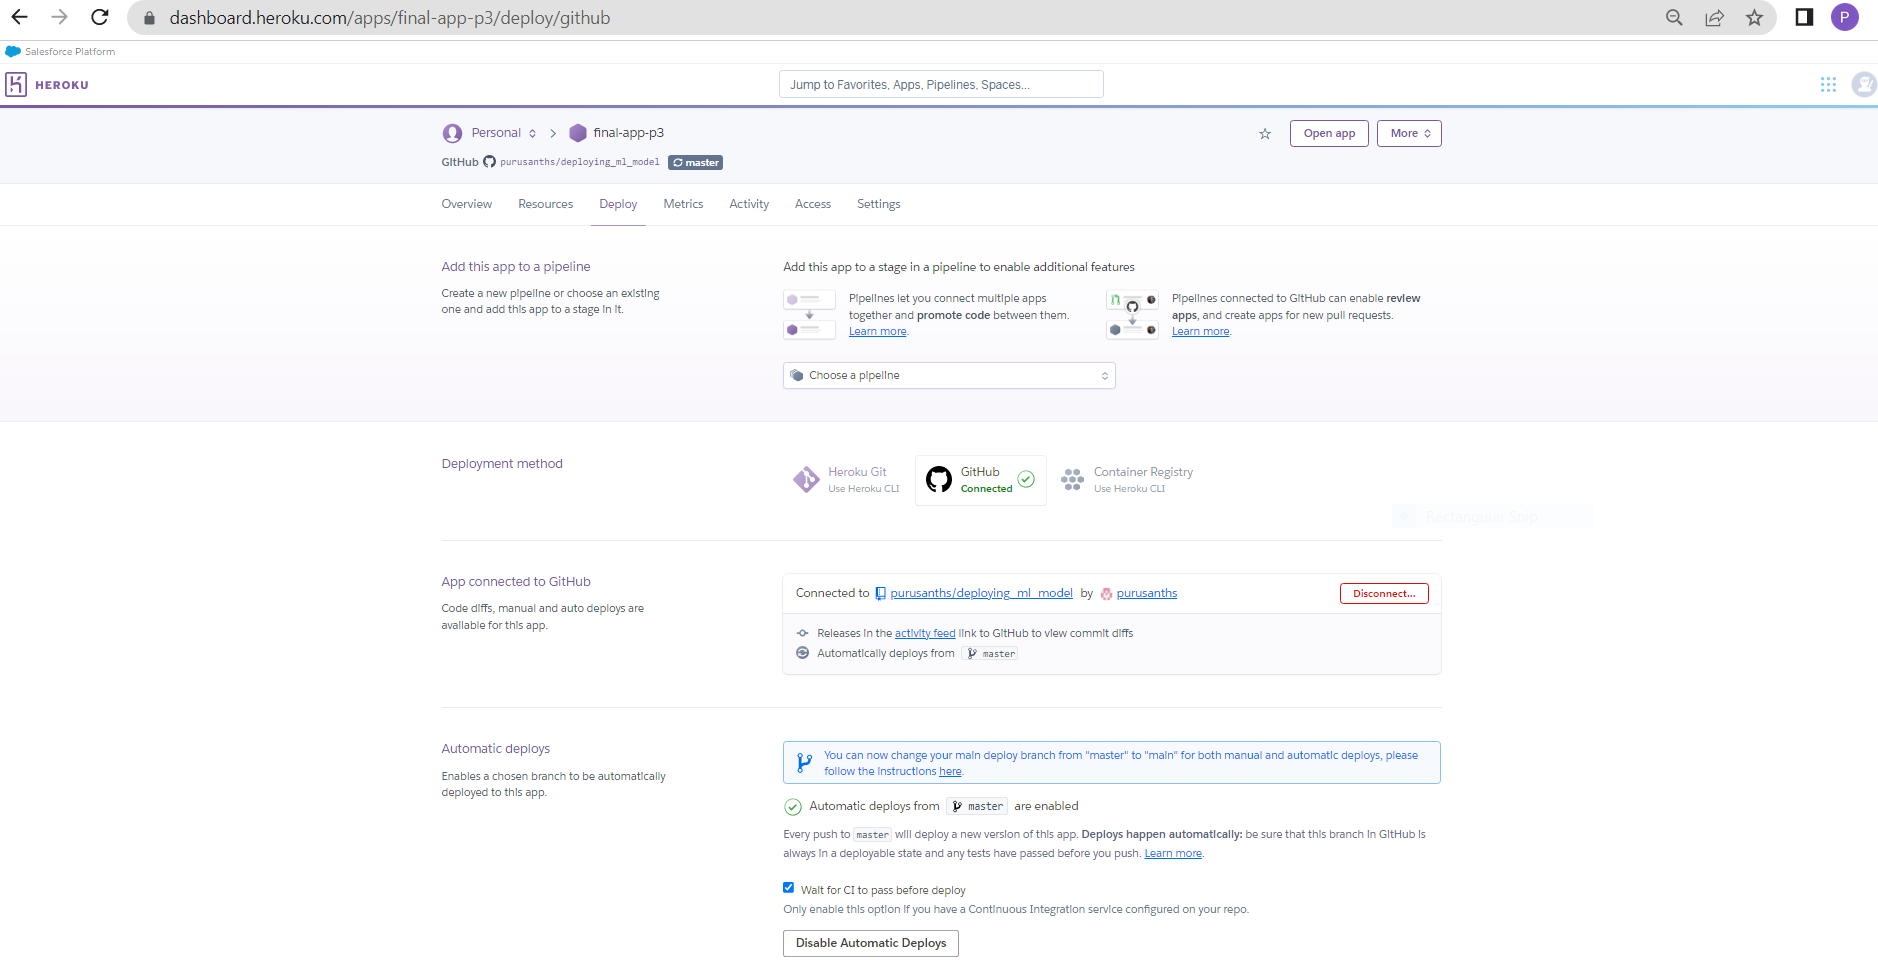 dashboard.heroku.com/apps/final-app-p3/deploy/github
P
Salesforce Platform
HEROKU
Jump to Favorites, Apps, Pipelines, Spaces...
Personal
final-app-p3
Open app
More
GitHub purusanths/deploying_ml_model master
Overview Resources Deploy Metrics Activity Access Settings
Add this app to a pipeline
Create a new pipeline or choose an existing
one and add this app to a stage in it.
Add this app to a stage in a pipeline to enable additional features
Pipelines let you connect multiple apps
together and promote code between them.
Learn more.
Pipelines connected to GitHub can enable review
apps, and create apps for new pull requests.
Learn more.
Choose a pipeline
Deployment method
Heroku Git
Use Heroku CLI
GitHub
Connected
Container Registry
Use Heroku CLI
Rectangular Snip
App connected to GitHub
Code diffs, manual and auto deploys are
available for this app.
Connected to purusanths/deploying_ml_model by purusanths
Disconnect...
Releases in the activity feed link to GitHub to view commit diffs
Automatically deploys from master
Automatic deploys
Enables a chosen branch to be automatically
deployed to this app.
You can now change your main deploy branch from "master" to "main" for both manual and automatic deploys, please
follow the instructions here.
Automatic deploys from master are enabled
Every push to master will deploy a new version of this app. Deploys happen automatically: be sure that this branch in GitHub is
always in a deployable state and any tests have passed before you push. Learn more.
Wait for CI to pass before deploy
Only enable this option if you have a Continuous Integration service configured on your repo.
Disable Automatic Deploys